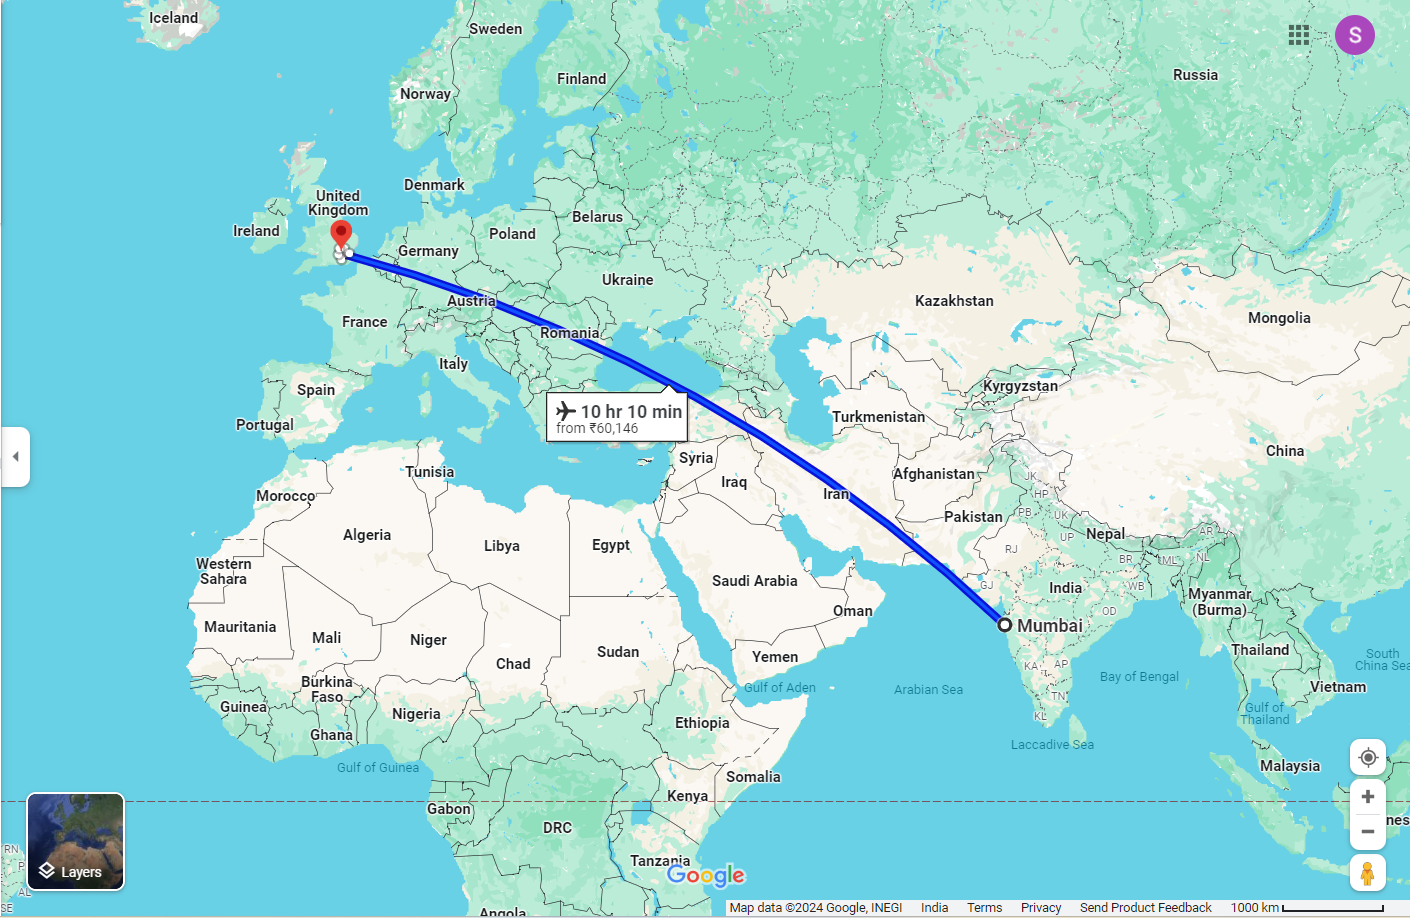 Iceland
Sweden
S
Russia
Finland
Norway
Denmark
United
Kingdom
Belarus
Ireland
Poland
Germany
Ukraine
Austria
Kazakhstan
France
Mongolia
Romania
Italy
Kyrgyzstan
Spain
10 hr 10 min
from ₹60,146
Turkmenistan
Portugal
China
Syria
Tunisia
Iraq
Afghanistan
JK
Morocco
Iran
HP
PB
UK
Pakistan
Algeria
Libya
Egypt
UP
Nepal
AR
RJ
BR
ML
NL
Western
Sahara
Saudi Arabia
GJ
India
WB
Myanmar
(Burma)
Oman
OD
Mauritania
Mali
Niger
Mumbai
Sudan
Chad
Yemen
Thailand
South
China Sea
KA
AP
Bay of Bengal
Burkina
Faso
Gulf of Aden
Arabian Sea
Vietnam
TN
Guinea
Nigeria
Ethiopia
KL
Gulf of
Thailand
Ghana
Laccadive Sea
Gulf of Guinea
Somalia
Malaysia
Kenya
Gabon
nes
DRC
RN
P
Tanzania
Layers
Google
AL
SE
Angola
Map data ©2024 Google, INEGI India Terms Privacy Send Product Feedback 1000 km